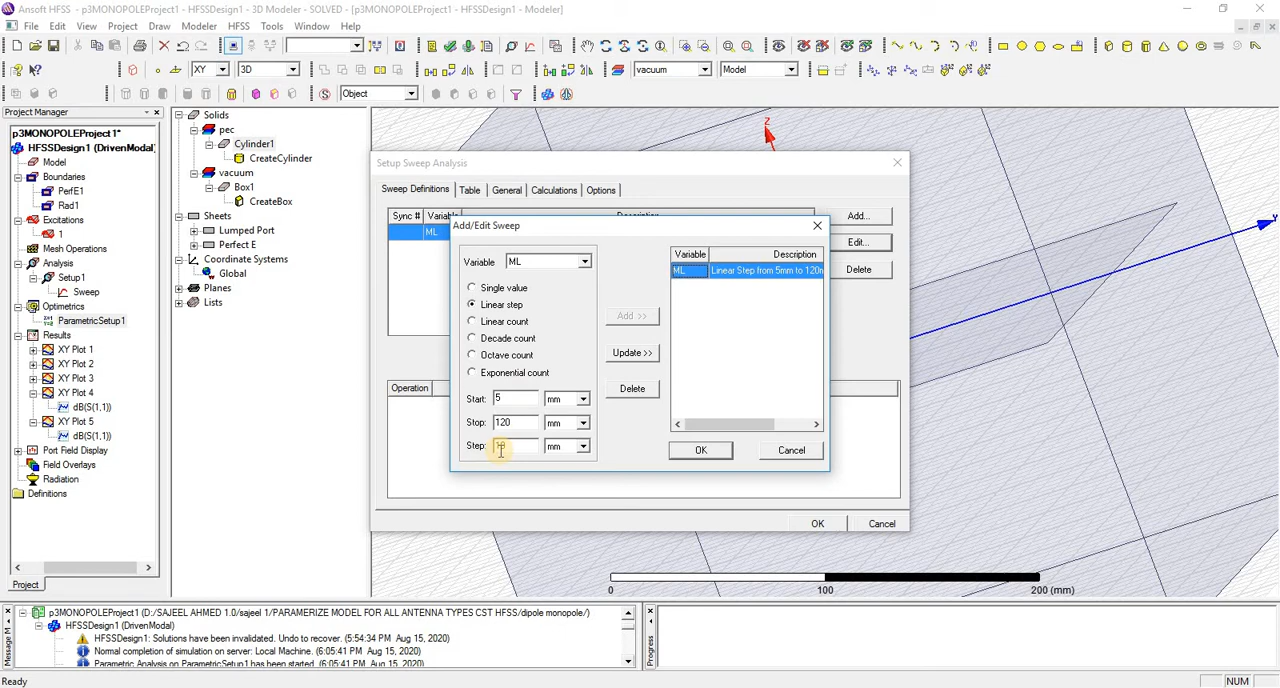 Ansoft HFSS - p3MONOPOLEProject1 - HFSSDesign1 - 3D Modeler - SOLVED - [p3MONOPOLEProject1 - HFSSDesign1 - Modeler]
File Edit View Project Draw Modeler HFSS Tools Window Help
XY 3D vacuum Model
Object
Project Manager
p3MONOPOLEProject1*
HFSSDesign1 (DrivenModal)
Model
Boundaries
PerfE1
Rad1
Excitations
1
Mesh Operations
Analysis
Setup1
Sweep
Optimetrics
ParametricSetup1
Results
XY Plot 1
XY Plot 2
XY Plot 3
XY Plot 4
dB(S(1,1))
XY Plot 5
dB(S(1,1))
Port Field Display
Field Overlays
Radiation
Definitions
Project
Solids
pec
Cylinder1
CreateCylinder
vacuum
Box1
CreateBox
Sheets
Lumped Port
Perfect E
Coordinate Systems
Global
Planes
Lists
Z
Setup Sweep Analysis
Sweep Definitions Table General Calculations Options
Sync # Variable Description
ML
Add...
Edit...
Delete
Operation
OK Cancel
Add/Edit Sweep
Variable ML
Single value
Linear step
Linear count
Decade count
Octave count
Exponential count
Start: 5 mm
Stop: 120 mm
Step: mm
Add >>
Update >>
Delete
Variable Description
ML Linear Step from 5mm to 120m
OK Cancel
0 100 200 (mm)
Message M
p3MONOPOLEProject1 (D:/SAJEEL AHMED 1.0/sajeel 1/PARAMERIZE MODEL FOR ALL ANTENNA TYPES CST HFSS/dipole monopole/)
HFSSDesign1 (DrivenModal)
HFSSDesign1: Solutions have been invalidated. Undo to recover. (5:54:34 PM Aug 15, 2020)
Normal completion of simulation on server: Local Machine. (6:05:41 PM Aug 15, 2020)
Parametric Analysis on ParametricSetup1 has been started. (6:05:41 PM Aug 15, 2020)
Progress
Ready
NUM